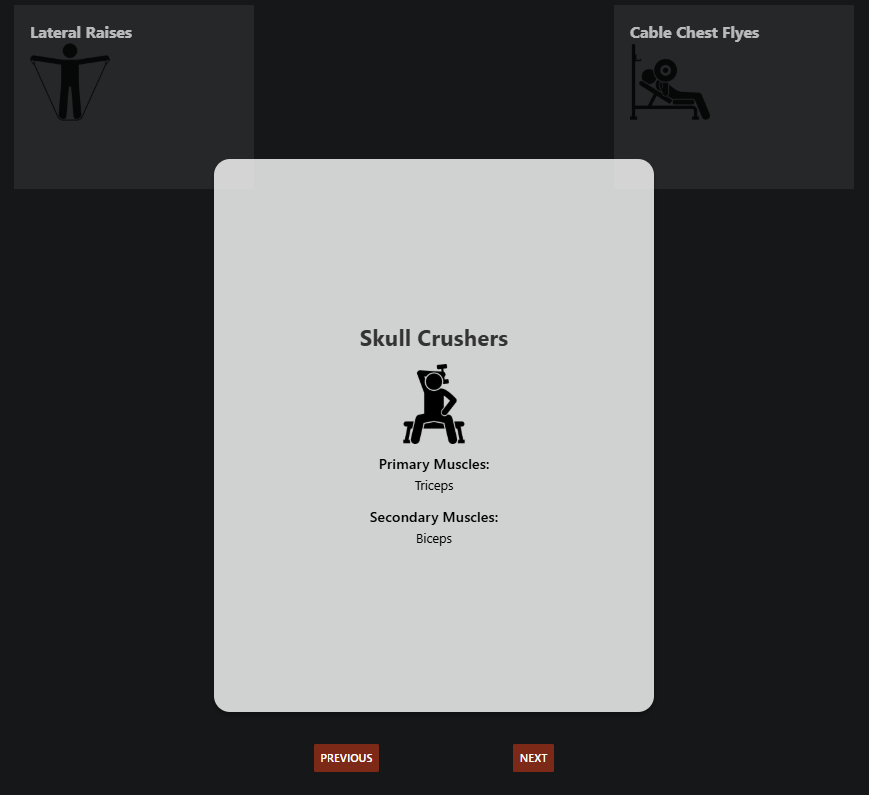 Lateral Raises
Cable Chest Flyes
Skull Crushers
Primary Muscles:
Triceps
Secondary Muscles:
Biceps
PREVIOUS
NEXT